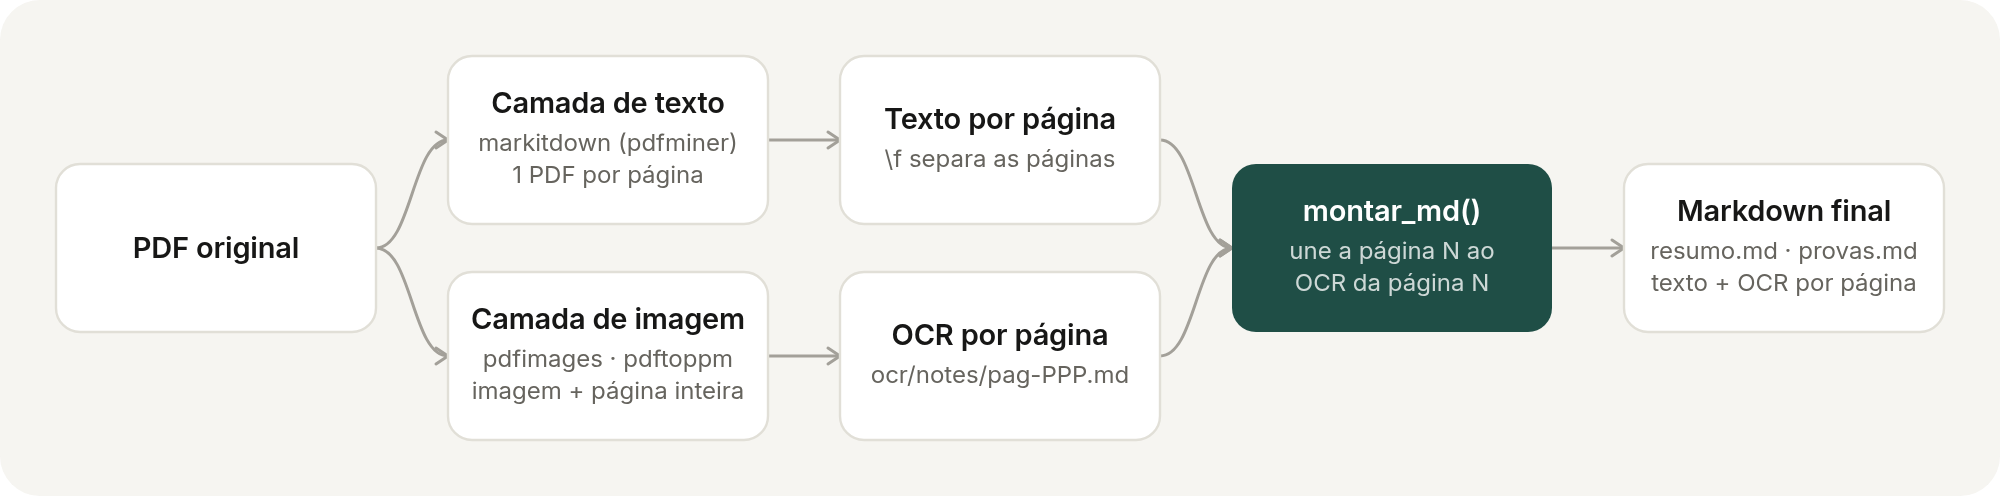 PDF original
Camada de texto
markitdown (pdfminer)
1 PDF por página
Texto por página
\f separa as páginas
Camada de imagem
pdfimages · pdftoppm
imagem + página inteira
OCR por página
ocr/notes/pag-PPP.md
montar_md()
une a página N ao
OCR da página N
Markdown final
resumo.md · provas.md
texto + OCR por página